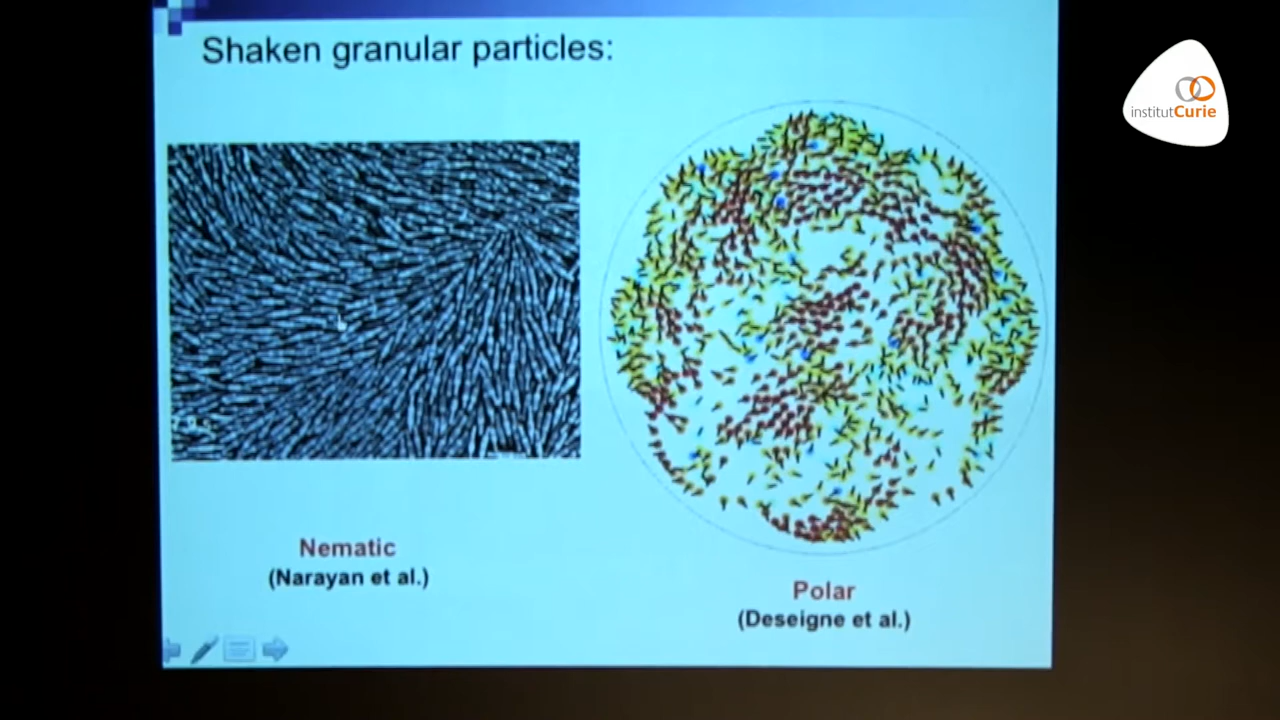 Shaken granular particles:
institutCurie
Nematic
(Narayan et al.)
Polar
(Deseigne et al.)